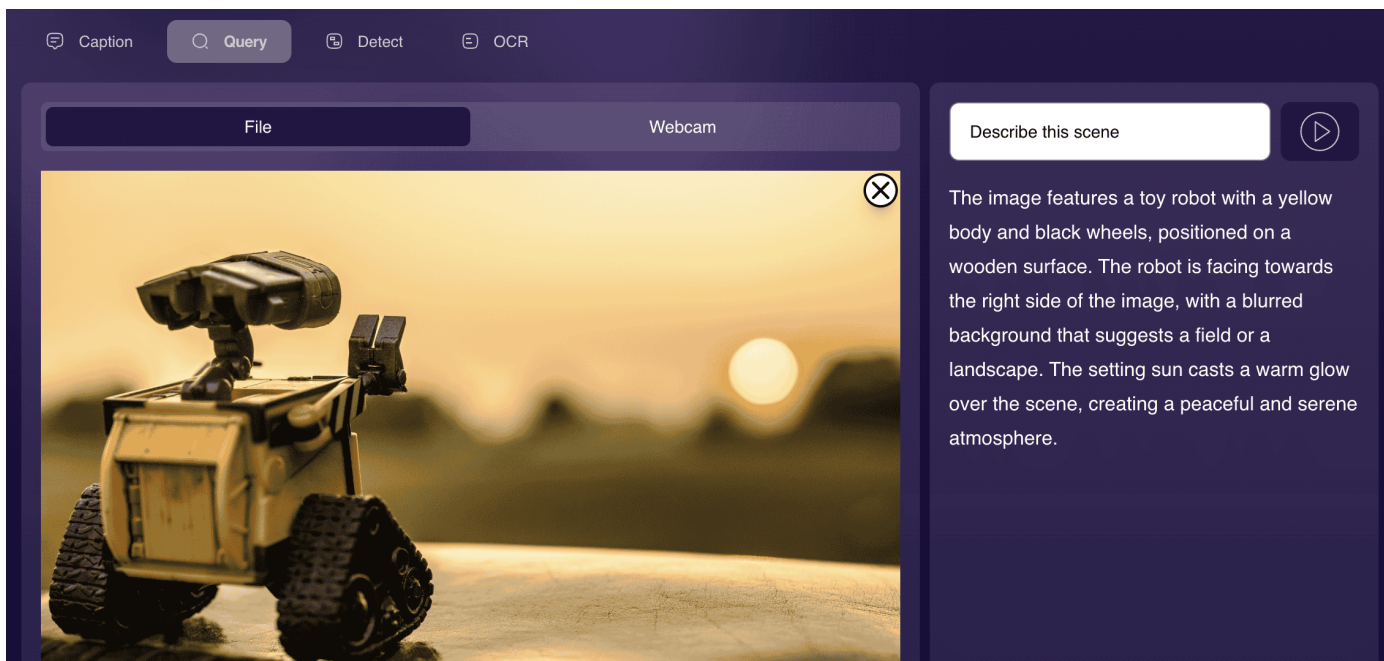 Caption
Query
Detect
OCR
File
Webcam
Describe this scene
The image features a toy robot with a yellow
body and black wheels, positioned on a
wooden surface. The robot is facing towards
the right side of the image, with a blurred
background that suggests a field or a
landscape. The setting sun casts a warm glow
over the scene, creating a peaceful and serene
atmosphere.